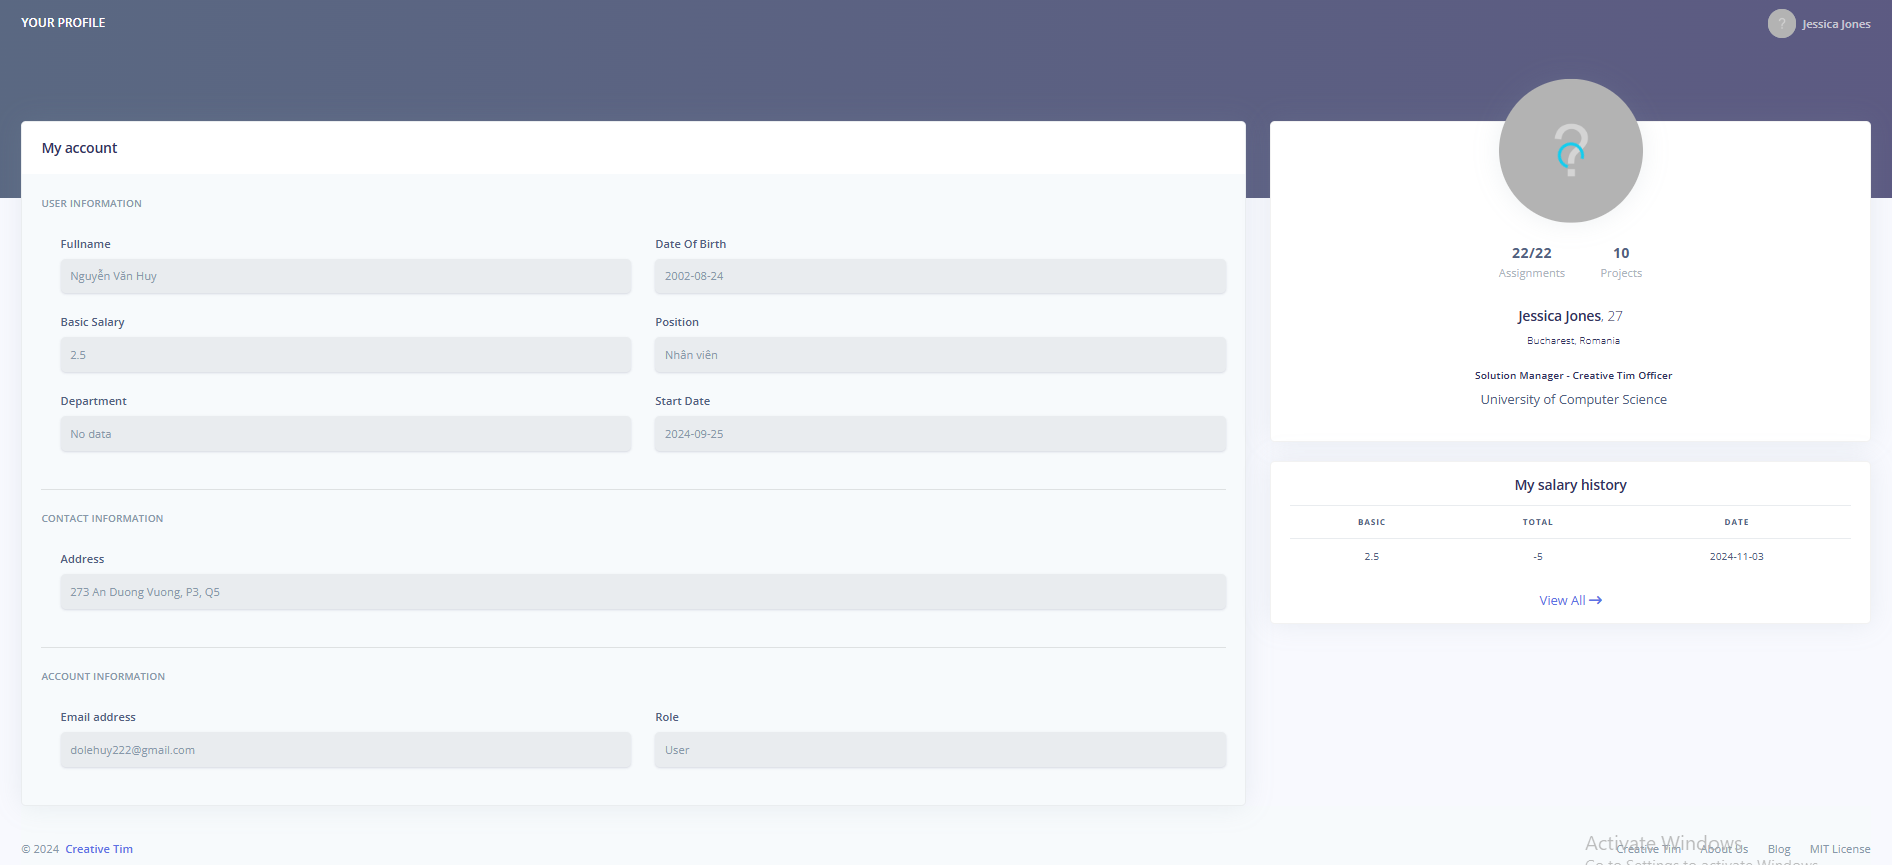 YOUR PROFILE
? Jessica Jones
My account
USER INFORMATION
Fullname
Date Of Birth
Nguyễn Văn Huy
2002-08-24
Basic Salary
Position
2.5
Nhân viên
Department
Start Date
No data
2024-09-25
CONTACT INFORMATION
Address
273 An Duong Vuong, P3, Q5
ACCOUNT INFORMATION
Email address
Role
dolehuy222@gmail.com
User
?
22/22
10
Assignments
Projects
Jessica Jones, 27
Bucharest, Romania
Solution Manager - Creative Tim Officer
University of Computer Science
My salary history
BASIC TOTAL DATE
2.5 -5 2024-11-03
View All →
© 2024 Creative Tim
Creative Tim About Us Blog MIT License
Activate Windows
Go to Settings to activate Windows